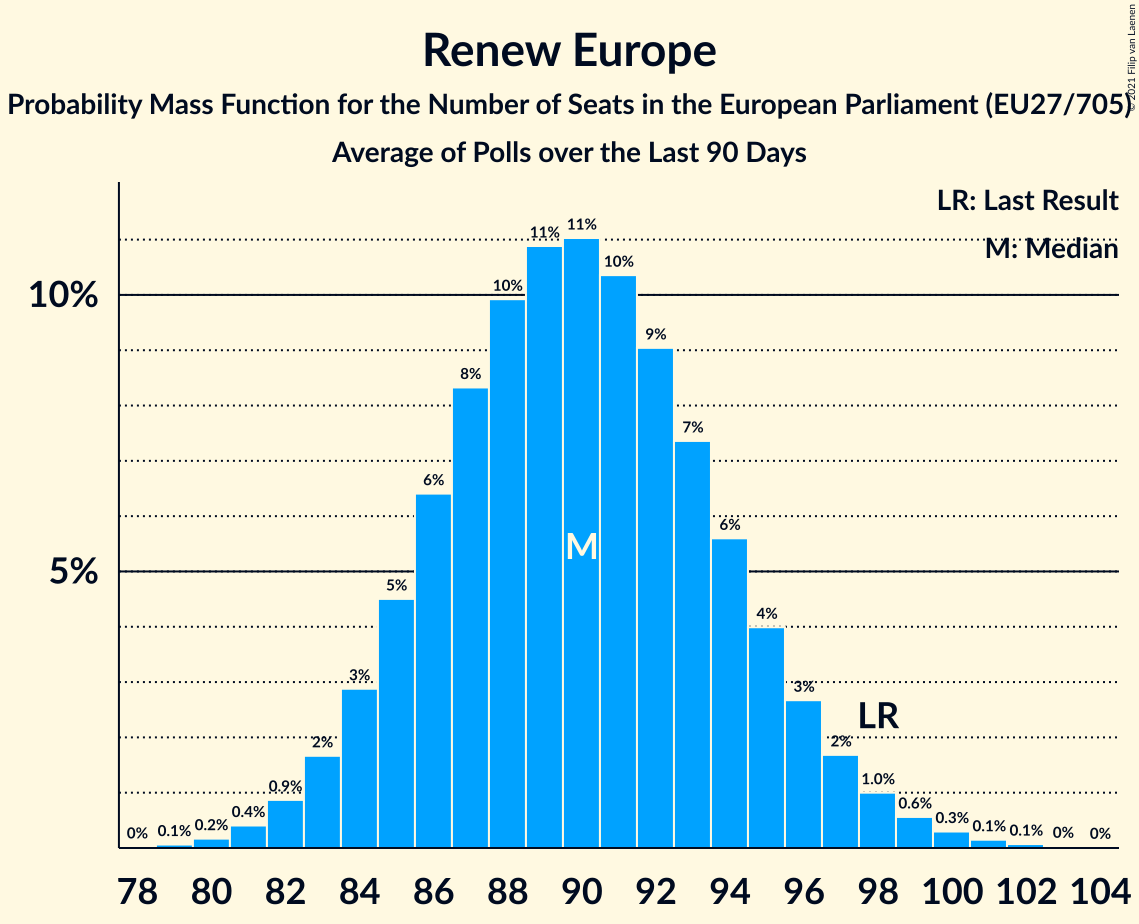 Renew Europe
Probability Mass Function for the Number of Seats in the European Parliament (EU27/705)
Average of Polls over the Last 90 Days
© 2021 Filip van Laenen
LR: Last Result
M: Median
10%
5%
0% 0.1% 0.2% 0.4% 0.9% 2% 3% 5% 6% 8% 10% 11% 11% 10% 9% 7% 6% 4% 3% 2% 1.0% 0.6% 0.3% 0.1% 0.1% 0% 0%
M
LR
78 80 82 84 86 88 90 92 94 96 98 100 102 104